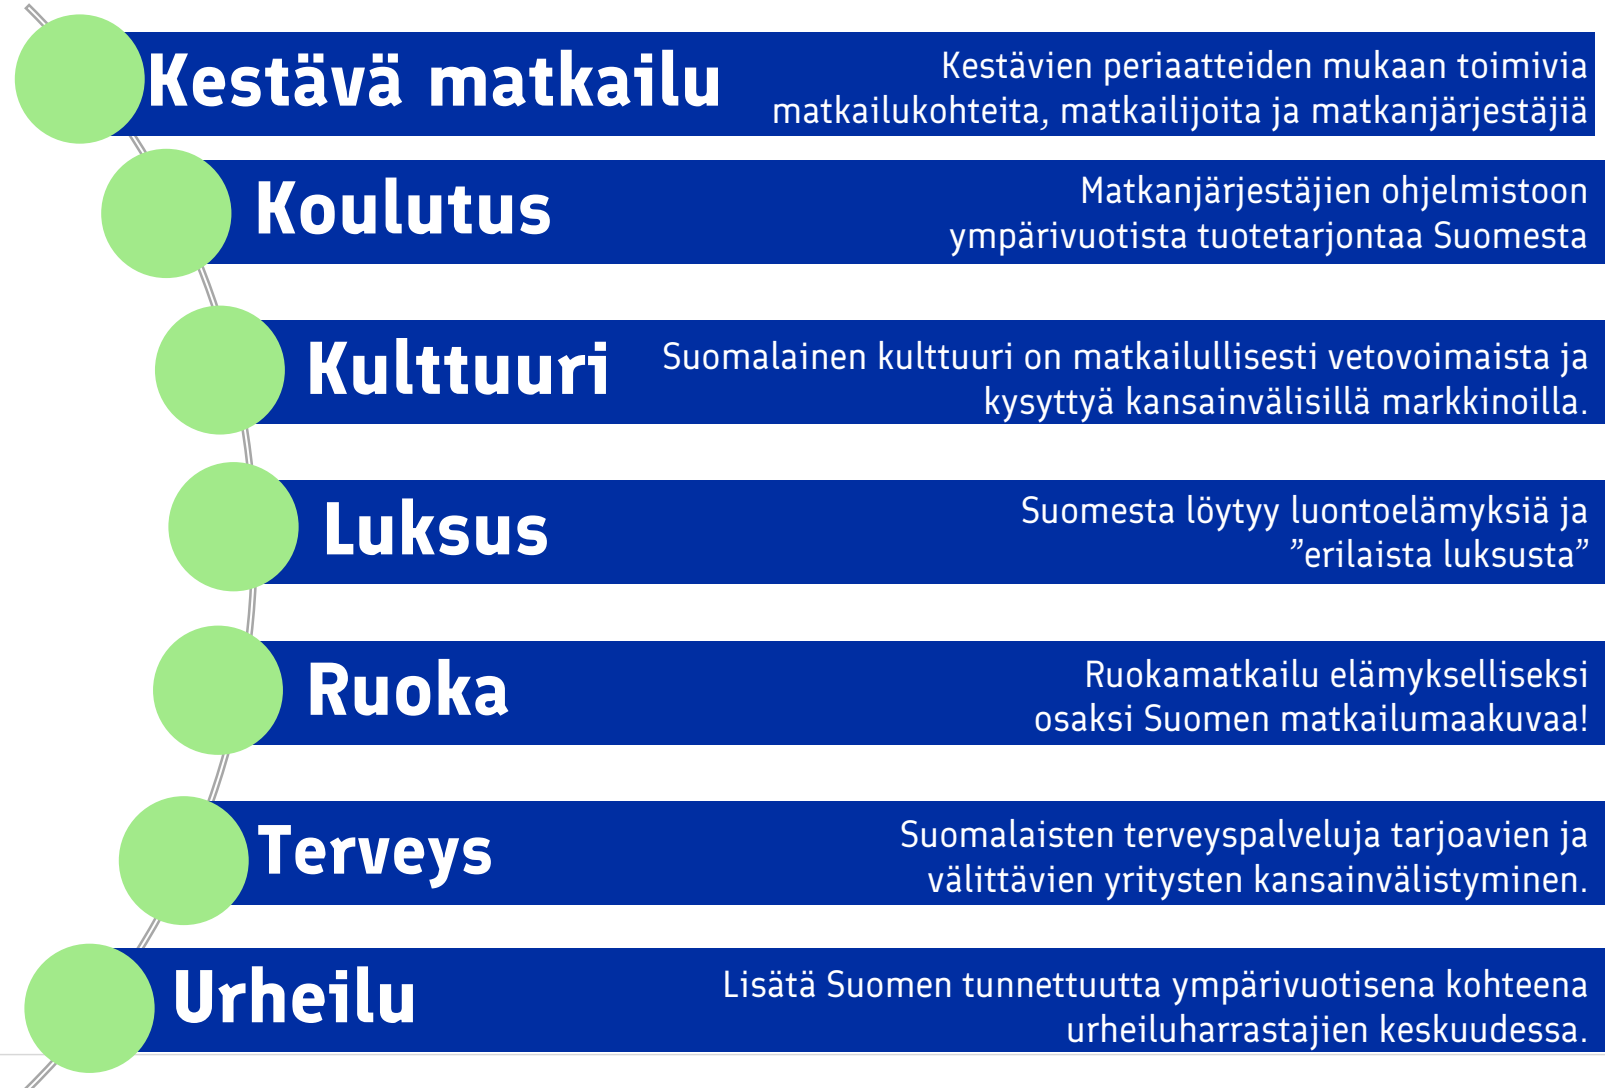 Kestävä matkailu
Kestävien periaatteiden mukaan toimivia
matkailukohteita, matkailijoita ja matkanjärjestäjiä
Koulutus
Matkanjärjestäjien ohjelmistoon
ympärivuotista tuotetarjontaa Suomesta
Kulttuuri
Suomalainen kulttuuri on matkailullisesti vetovoimaista ja
kysyttyä kansainvälisillä markkinoilla.
Luksus
Suomesta löytyy luontoelämyksiä ja
”erilaista luksusta”
Ruoka
Ruokamatkailu elämykselliseksi
osaksi Suomen matkailumaakuvaa!
Terveys
Suomalaisten terveyspalveluja tarjoavien ja
välittävien yritysten kansainvälistyminen.
Urheilu
Lisätä Suomen tunnettuutta ympärivuotisena kohteena
urheiluharrastajien keskuudessa.